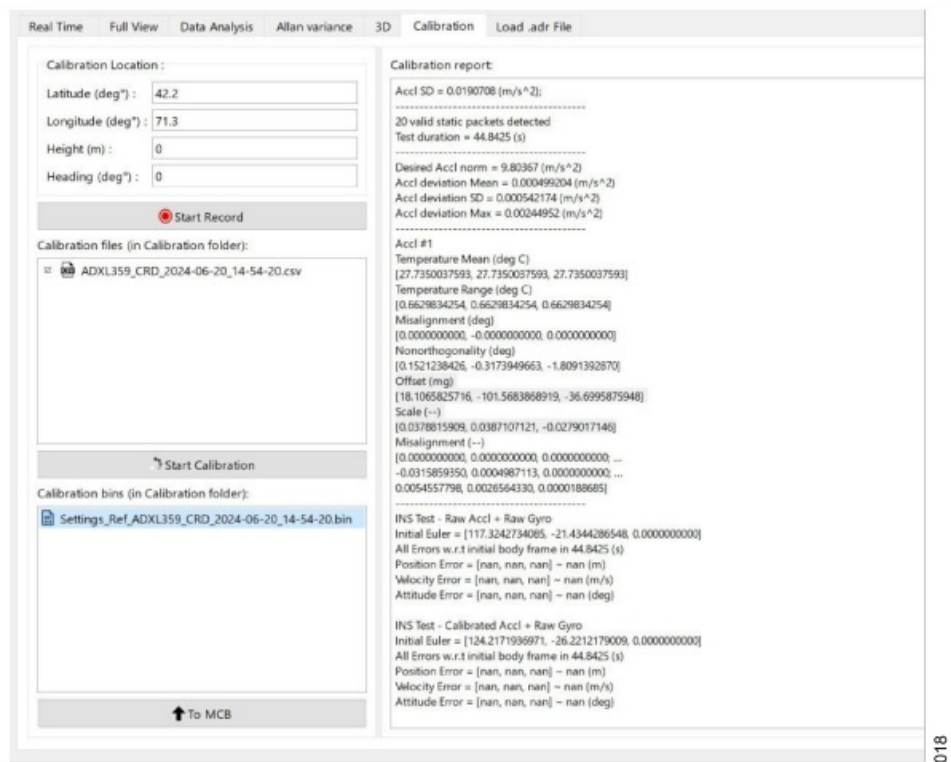 Real Time Full View Data Analysis Allan variance 3D Calibration Load .adr File
Calibration Location :
Latitude (deg°) : 42.2
Longitude (deg°) : 71.3
Height (m) : 0
Heading (deg°) : 0
Start Record
Calibration files (in Calibration folder):
ADXL359_CRD_2024-06-20_14-54-20.csv
Start Calibration
Calibration bins (in Calibration folder):
Settings_Ref_ADXL359_CRD_2024-06-20_14-54-20.bin
To MCB
Calibration report:
Accl SD = 0.0190708 (m/s^2);
----------------------------------------
20 valid static packets detected
Test duration = 44.8425 (s)
----------------------------------------
Desired Accl norm = 9.80367 (m/s^2)
Accl deviation Mean = 0.000499204 (m/s^2)
Accl deviation SD = 0.000542174 (m/s^2)
Accl deviation Max = 0.00244952 (m/s^2)
----------------------------------------
Accl #1
Temperature Mean (deg C)
[27.7350037593, 27.7350037593, 27.7350037593]
Temperature Range (deg C)
[0.6629834254, 0.6629834254, 0.6629834254]
Misalignment (deg)
[0.0000000000, -0.0000000000, 0.0000000000]
Nonorthogonality (deg)
[0.1521238426, -0.3173949663, -1.8091392870]
Offset (mg)
[18.1065825716, -101.5683868919, -36.6995875948]
Scale (--)
[0.0378815909, 0.0387107121, -0.0279017146]
Misalignment (--)
[0.0000000000, 0.0000000000, 0.0000000000; ...
-0.0315859350, 0.0004987113, 0.0000000000; ...
0.0054557798, 0.0026564330, 0.0000188685]
----------------------------------------
INS Test - Raw Accl + Raw Gyro
Initial Euler = [117.3242734085, -21.4344286548, 0.0000000000]
All Errors w.r.t initial body frame in 44.8425 (s)
Position Error = [nan, nan, nan] ~ nan (m)
Velocity Error = [nan, nan, nan] ~ nan (m/s)
Attitude Error = [nan, nan, nan] ~ nan (deg)
INS Test - Calibrated Accl + Raw Gyro
Initial Euler = [124.2171936971, -26.2212179009, 0.0000000000]
All Errors w.r.t initial body frame in 44.8425 (s)
Position Error = [nan, nan, nan] ~ nan (m)
Velocity Error = [nan, nan, nan] ~ nan (m/s)
Attitude Error = [nan, nan, nan] ~ nan (deg)
018